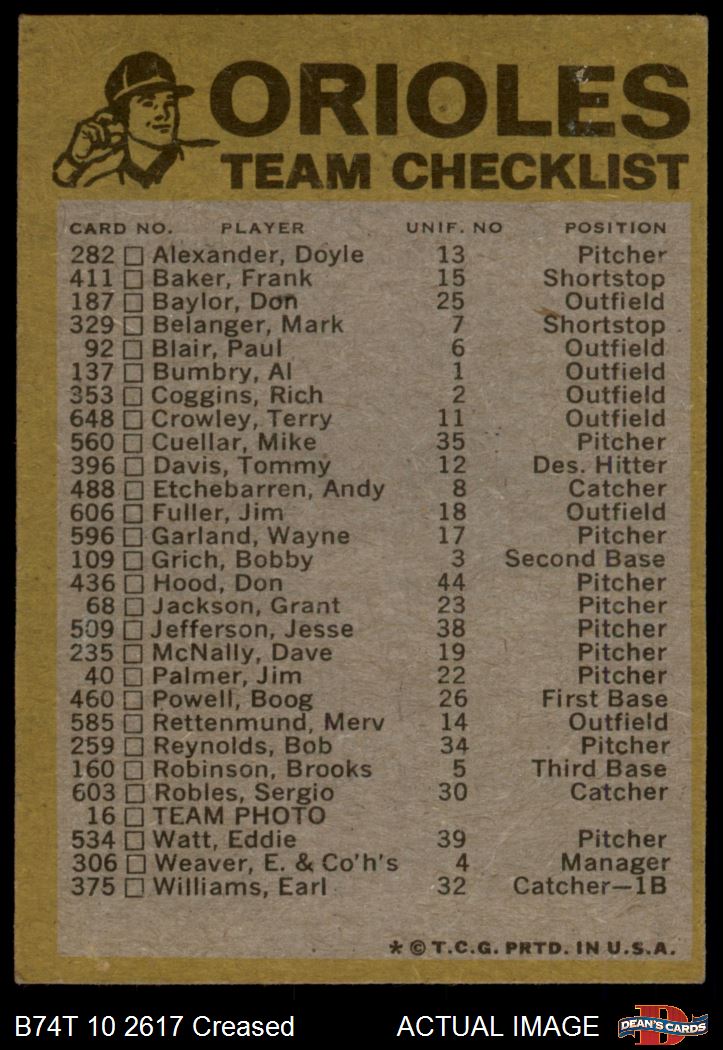 ORIOLES
TEAM CHECKLIST
CARD NO. PLAYER UNIF. NO POSITION
282 Alexander, Doyle 13 Pitcher
411 Baker, Frank 15 Shortstop
187 Baylor, Don 25 Outfield
329 Belanger, Mark 7 Shortstop
92 Blair, Paul 6 Outfield
137 Bumbry, Al 1 Outfield
353 Coggins, Rich 2 Outfield
648 Crowley, Terry 11 Outfield
560 Cuellar, Mike 35 Pitcher
396 Davis, Tommy 12 Des. Hitter
488 Etchebarren, Andy 8 Catcher
606 Fuller, Jim 18 Outfield
596 Garland, Wayne 17 Pitcher
109 Grich, Bobby 3 Second Base
436 Hood, Don 44 Pitcher
68 Jackson, Grant 23 Pitcher
509 Jefferson, Jesse 38 Pitcher
235 McNally, Dave 19 Pitcher
40 Palmer, Jim 22 Pitcher
460 Powell, Boog 26 First Base
585 Rettenmund, Merv 14 Outfield
259 Reynolds, Bob 34 Pitcher
160 Robinson, Brooks 5 Third Base
603 Robles, Sergio 30 Catcher
16 TEAM PHOTO
534 Watt, Eddie 39 Pitcher
306 Weaver, E. & Co'h's 4 Manager
375 Williams, Earl 32 Catcher—1B
* © T.C.G. PRTD. IN U.S.A.
B74T 10 2617 Creased ACTUAL IMAGE
D
DEAN'S CARDS